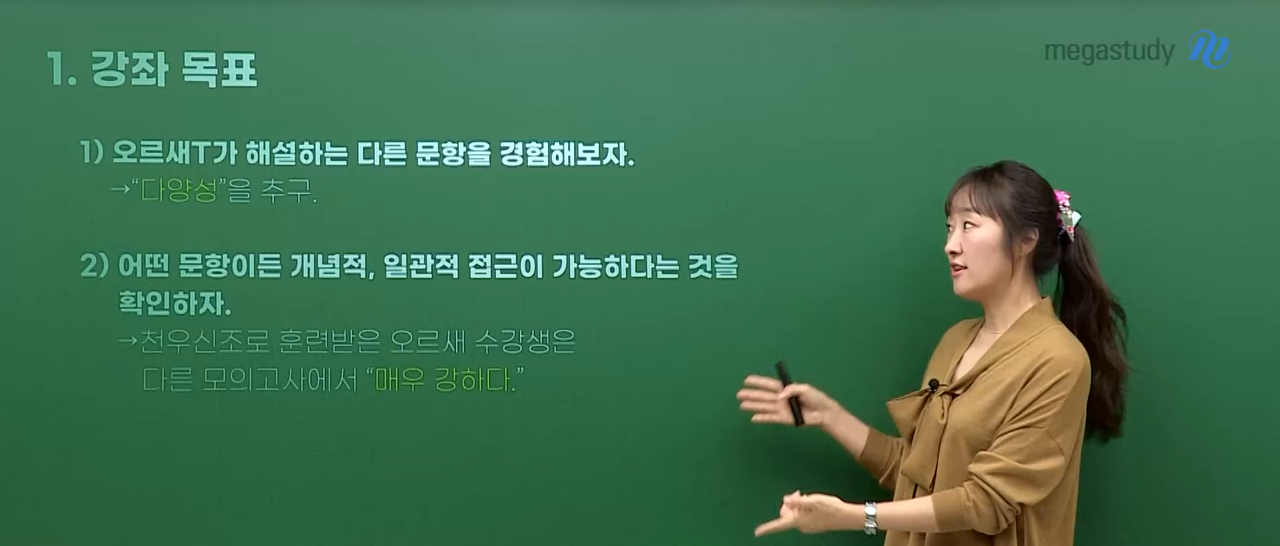 megastudy
1. 강좌 목표
1) 오르새T가 해설하는 다른 문항을 경험해보자.
→“다양성”을 추구.
2) 어떤 문항이든 개념적, 일관적 접근이 가능하다는 것을
확인하자.
→천우신조로 훈련받은 오르새 수강생은
다른 모의고사에서 “매우 강하다.”